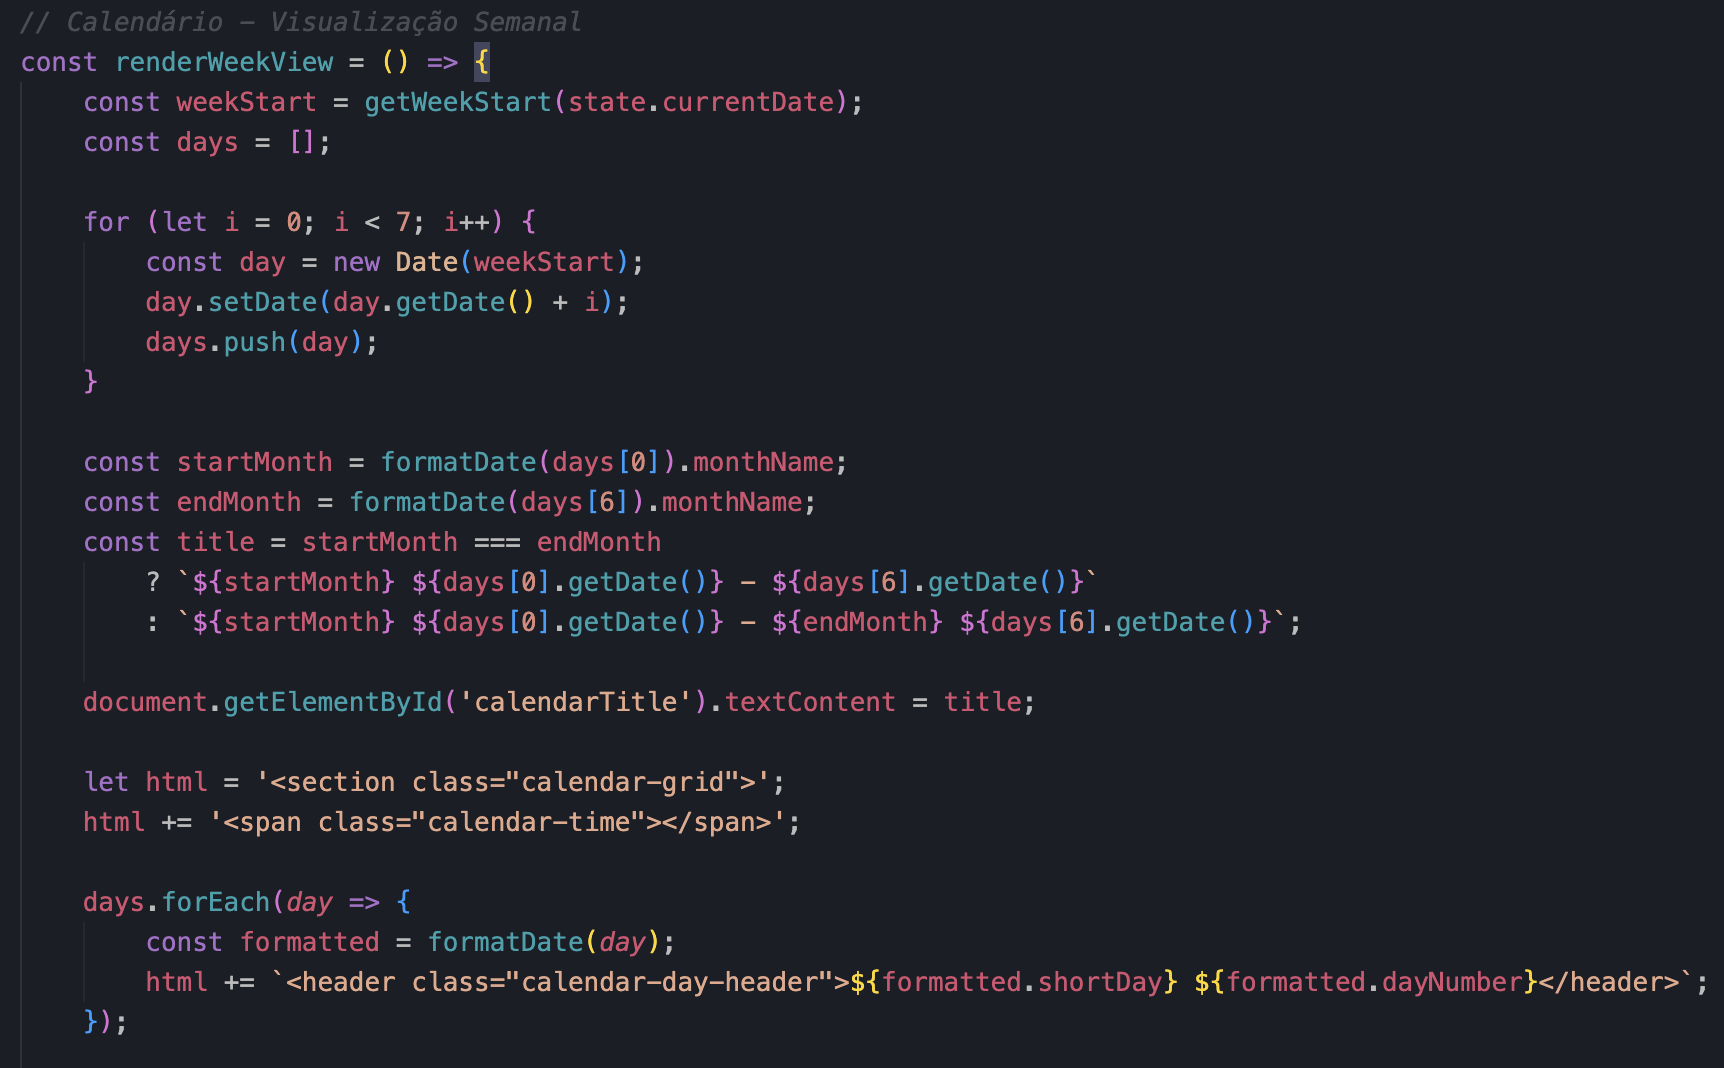 // Calendário - Visualização Semanal
const renderWeekView = () => {
    const weekStart = getWeekStart(state.currentDate);
    const days = [];

    for (let i = 0; i < 7; i++) {
        const day = new Date(weekStart);
        day.setDate(day.getDate() + i);
        days.push(day);
    }

    const startMonth = formatDate(days[0]).monthName;
    const endMonth = formatDate(days[6]).monthName;
    const title = startMonth === endMonth
        ? `${startMonth} ${days[0].getDate()} - ${days[6].getDate()}`
        : `${startMonth} ${days[0].getDate()} - ${endMonth} ${days[6].getDate()}`;

    document.getElementById('calendarTitle').textContent = title;

    let html = '<section class="calendar-grid">';
    html += '<span class="calendar-time"></span>';

    days.forEach(day => {
        const formatted = formatDate(day);
        html += `<header class="calendar-day-header">${formatted.shortDay} ${formatted.dayNumber}</header>`;
    });